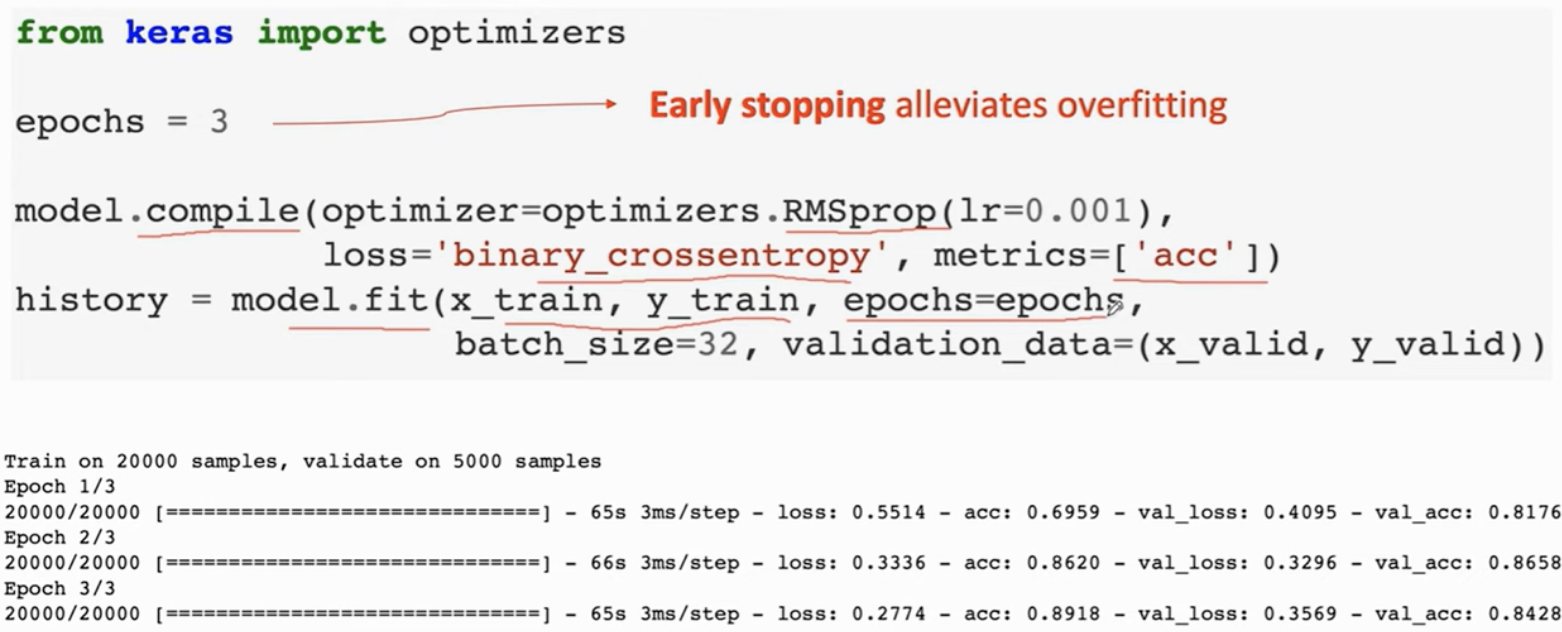 from keras import optimizers
epochs = 3
Early stopping alleviates overfitting
model.compile(optimizer=optimizers.RMSprop(lr=0.001),
loss='binary_crossentropy', metrics=['acc'])
history = model.fit(x_train, y_train, epochs=epochs,
batch_size=32, validation_data=(x_valid, y_valid))
Train on 20000 samples, validate on 5000 samples
Epoch 1/3
20000/20000 [==============================] - 65s 3ms/step - loss: 0.5514 - acc: 0.6959 - val_loss: 0.4095 - val_acc: 0.8176
Epoch 2/3
20000/20000 [==============================] - 66s 3ms/step - loss: 0.3336 - acc: 0.8620 - val_loss: 0.3296 - val_acc: 0.8658
Epoch 3/3
20000/20000 [==============================] - 65s 3ms/step - loss: 0.2774 - acc: 0.8918 - val_loss: 0.3569 - val_acc: 0.8428